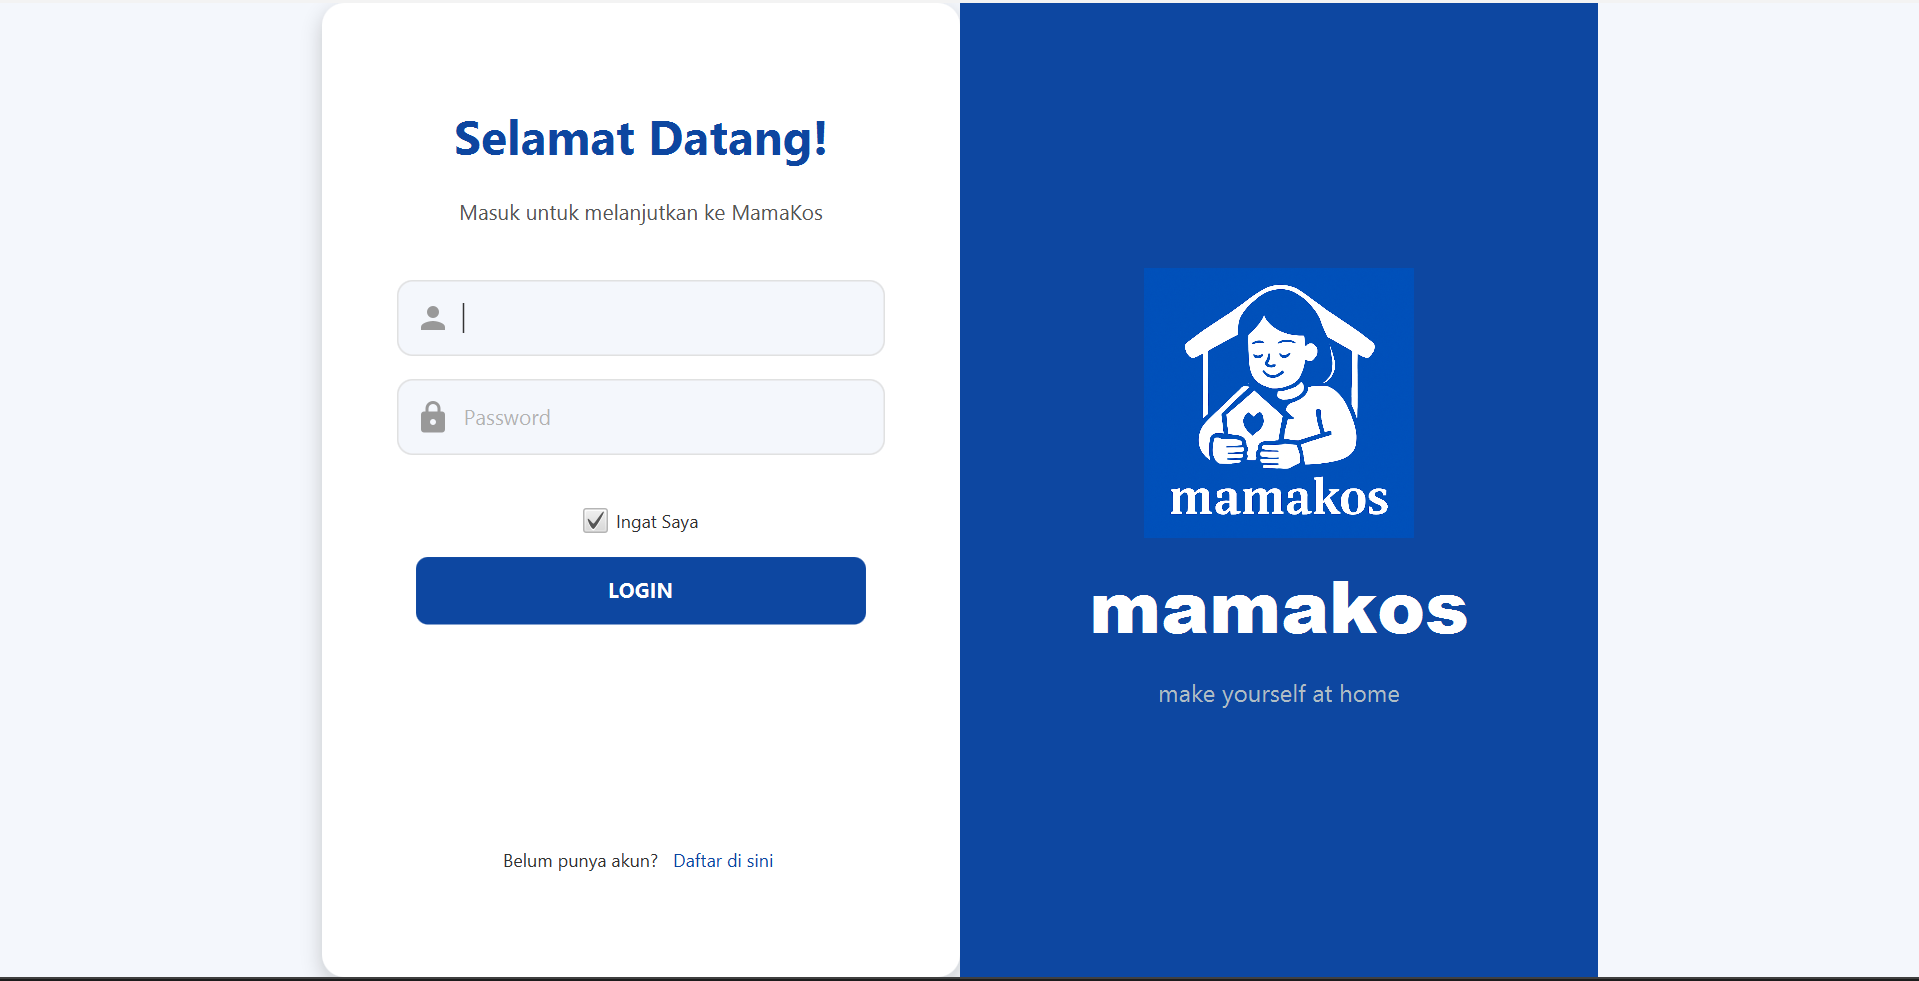 Selamat Datang!
Masuk untuk melanjutkan ke MamaKos
Password
Ingat Saya
LOGIN
Belum punya akun? Daftar di sini
mamakos
mamakos
make yourself at home